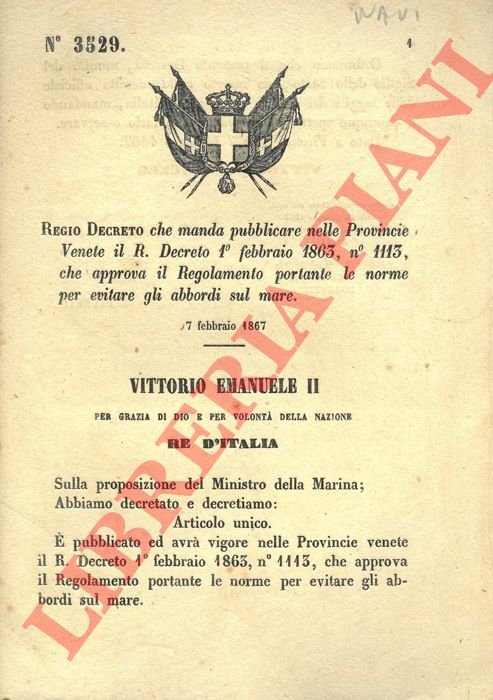 NAVI
N° 3529.
1
REGIO DECRETO che manda pubblicare nelle Provincie
Venete il R. Decreto 1° febbraio 1863, n° 1113,
che approva il Regolamento portante le norme
per evitare gli abbordi sul mare.
7 febbraio 1867
VITTORIO EMANUELE II
PER GRAZIA DI DIO E PER VOLONTÀ DELLA NAZIONE
RE D'ITALIA
Sulla proposizione del Ministro della Marina;
Abbiamo decretato e decretiamo:
Articolo unico.
È pubblicato ed avrà vigore nelle Provincie venete
il R. Decreto 1° febbraio 1863, n° 1113, che approva
il Regolamento portante le norme per evitare gli ab-
bordi sul mare.
LIBRERIA PIANI